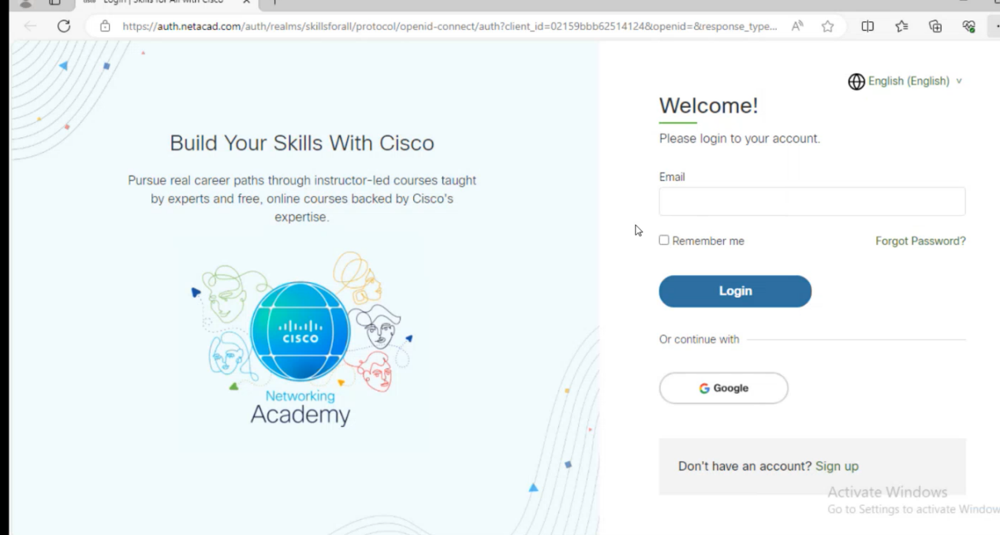 Login | Skills for All with Cisco
https://auth.netacad.com/auth/realms/skillsforall/protocol/openid-connect/auth?client_id=02159bbb62514124&openid=&response_type...
English (English)
Welcome!
Please login to your account.
Build Your Skills With Cisco
Pursue real career paths through instructor-led courses taught
by experts and free, online courses backed by Cisco's
expertise.
Email
Remember me
Forgot Password?
Login
CISCO
Or continue with
Google
Networking
Academy
Don't have an account? Sign up
Activate Windows
Go to Settings to activate Window